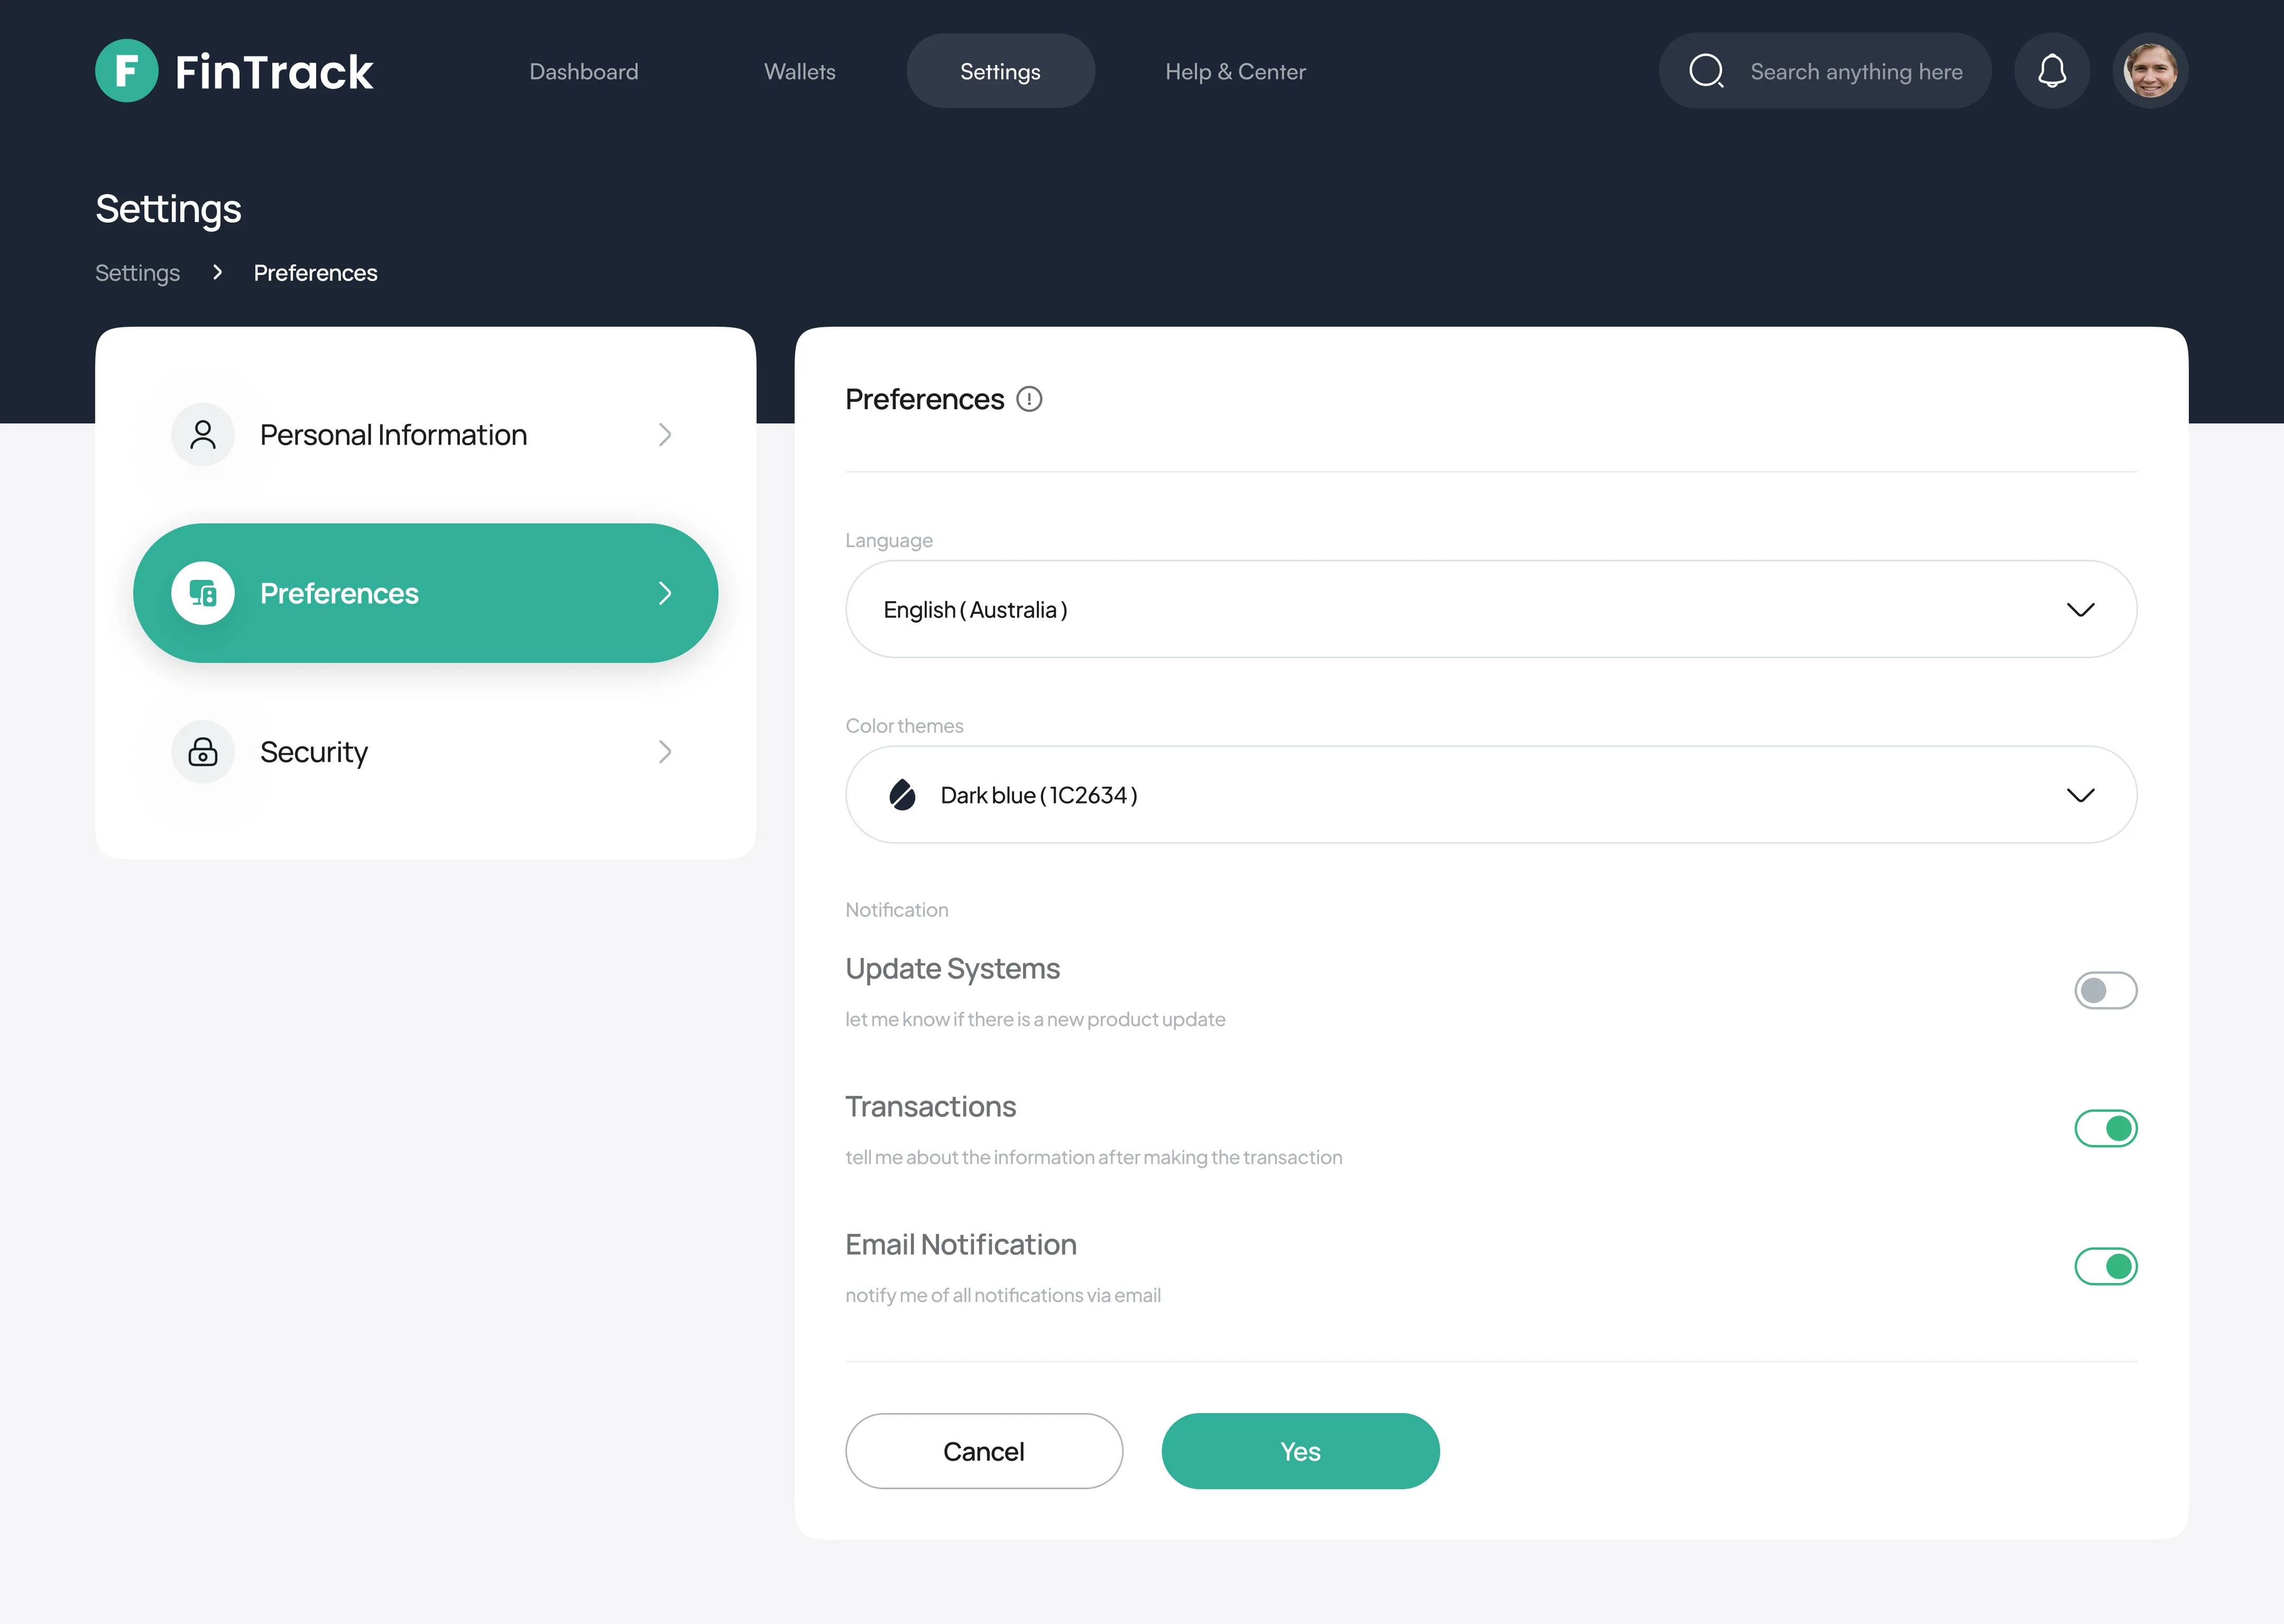 F FinTrack Dashboard Wallets Settings Help & Center Search anything here
Settings
Settings Preferences
Personal Information
Preferences
Security
Preferences
Language
English ( Australia )
Color themes
Dark blue ( 1C2634 )
Notification
Update Systems
let me know if there is a new product update
Transactions
tell me about the information after making the transaction
Email Notification
notify me of all notifications via email
Cancel Yes